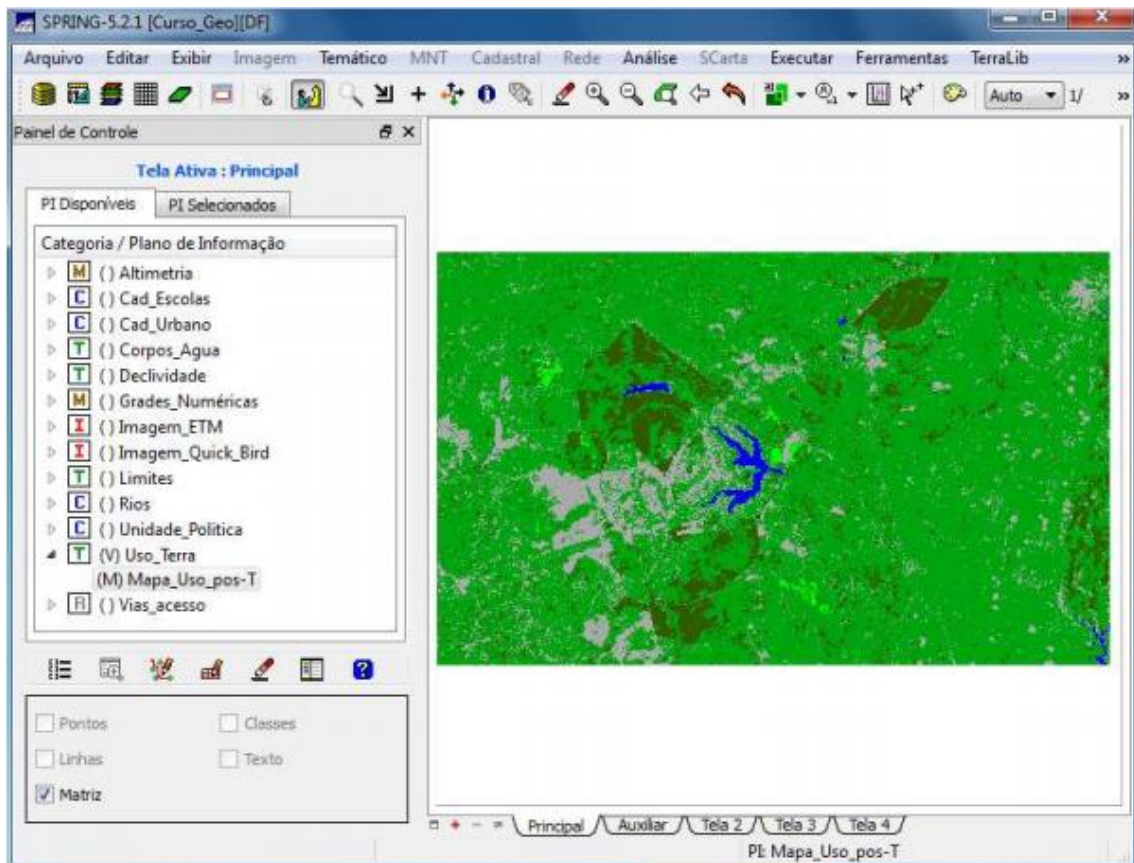 SPRING-5.2.1 [Curso_Geo][DF]
Arquivo Editar Exibir Imagem Temático MNT Cadastral Rede Análise SCarta Executar Ferramentas TerraLib »
Auto 1/ »
Painel de Controle
Tela Ativa : Principal
PI Disponíveis PI Selecionados
Categoria / Plano de Informação
M ( ) Altimetria
C ( ) Cad_Escolas
C ( ) Cad_Urbano
T ( ) Corpos_Agua
T ( ) Declividade
M ( ) Grades_Numéricas
I ( ) Imagem_ETM
I ( ) Imagem_Quick_Bird
T ( ) Limites
C ( ) Rios
C ( ) Unidade_Politica
T (V) Uso_Terra
(M) Mapa_Uso_pos-T
R ( ) Vias_acesso
Pontos Classes
Linhas Texto
Matriz
Principal Auxiliar Tela 2 Tela 3 Tela 4
PI: Mapa_Uso_pos-T